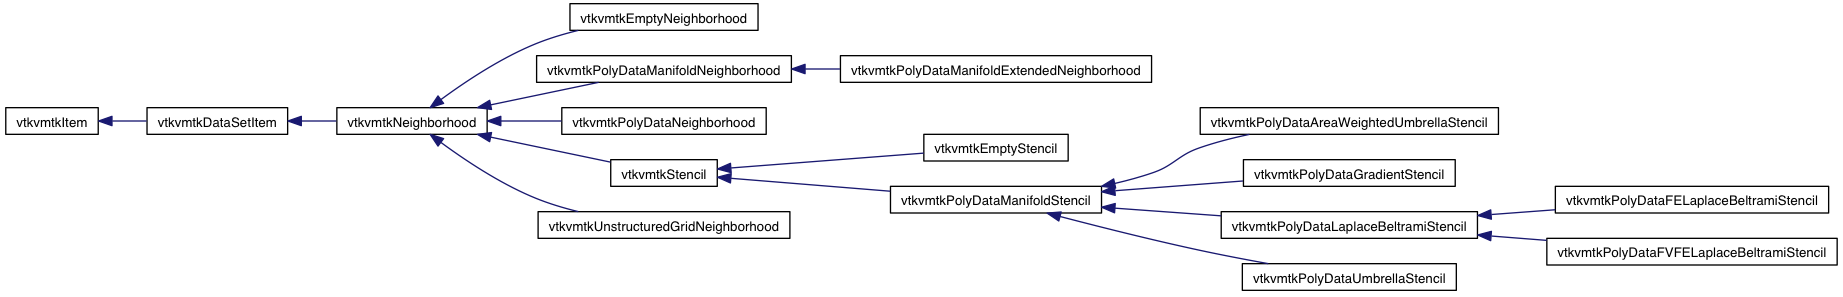 vtkvmtkEmptyNeighborhood
vtkvmtkPolyDataManifoldNeighborhood
vtkvmtkPolyDataManifoldExtendedNeighborhood
vtkvmtkItem
vtkvmtkDataSetItem
vtkvmtkNeighborhood
vtkvmtkPolyDataNeighborhood
vtkvmtkPolyDataAreaWeightedUmbrellaStencil
vtkvmtkEmptyStencil
vtkvmtkStencil
vtkvmtkPolyDataGradientStencil
vtkvmtkPolyDataManifoldStencil
vtkvmtkPolyDataFELaplaceBeltramiStencil
vtkvmtkUnstructuredGridNeighborhood
vtkvmtkPolyDataLaplaceBeltramiStencil
vtkvmtkPolyDataFVFELaplaceBeltramiStencil
vtkvmtkPolyDataUmbrellaStencil